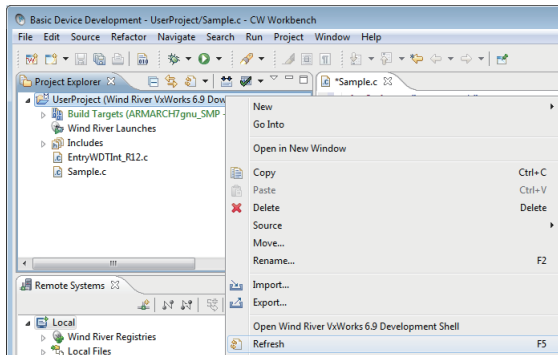 Basic Device Development - UserProject/Sample.c - CW Workbench
File Edit Source Refactor Navigate Search Run Project Window Help
Project Explorer
*Sample.c
UserProject (Wind River VxWorks 6.9 Dow
Build Targets (ARMARCH7gnu_SMP -
Wind River Launches
Includes
EntryWDTInt_R12.c
Sample.c
New
Go Into
Open in New Window
Copy Ctrl+C
Paste Ctrl+V
Delete Delete
Source
Move...
Rename... F2
Import...
Export...
Open Wind River VxWorks 6.9 Development Shell
Refresh F5
Remote Systems
Local
Wind River Registries
Local Files